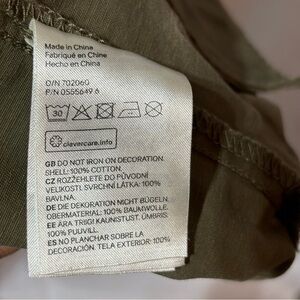 Made in China
Fabriqué en Chine
Hecho en China
O/N 702060
P/N 0555649 6
30
clevercare.info
GB DO NOT IRON ON DECORATION.
SHELL: 100% COTTON.
CZ ROZŽEHLETE DO PŮVODNÍ
VELIKOSTI. SVRCHNÍ LÁTKA: 100%
BAVLNA.
DE DIE DEKORATION NICHT BÜGELN.
OBERMATERIAL: 100% BAUMWOLLE.
EE ÄRA TRIIGI KAUNISTUST. ÜMBRIS:
100% PUUVILL.
ES NO PLANCHAR SOBRE LA
DECORACIÓN. TELA EXTERIOR: 100%